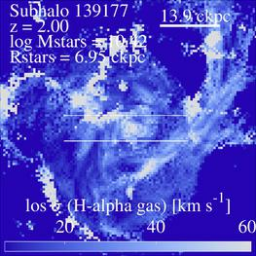 Subhalo 139177
13.9 ckpc
z = 2.00
log Mstars =
Rstars = 6.95 ckpc
los σ (H-alpha gas) [km s⁻¹]
20 40 60